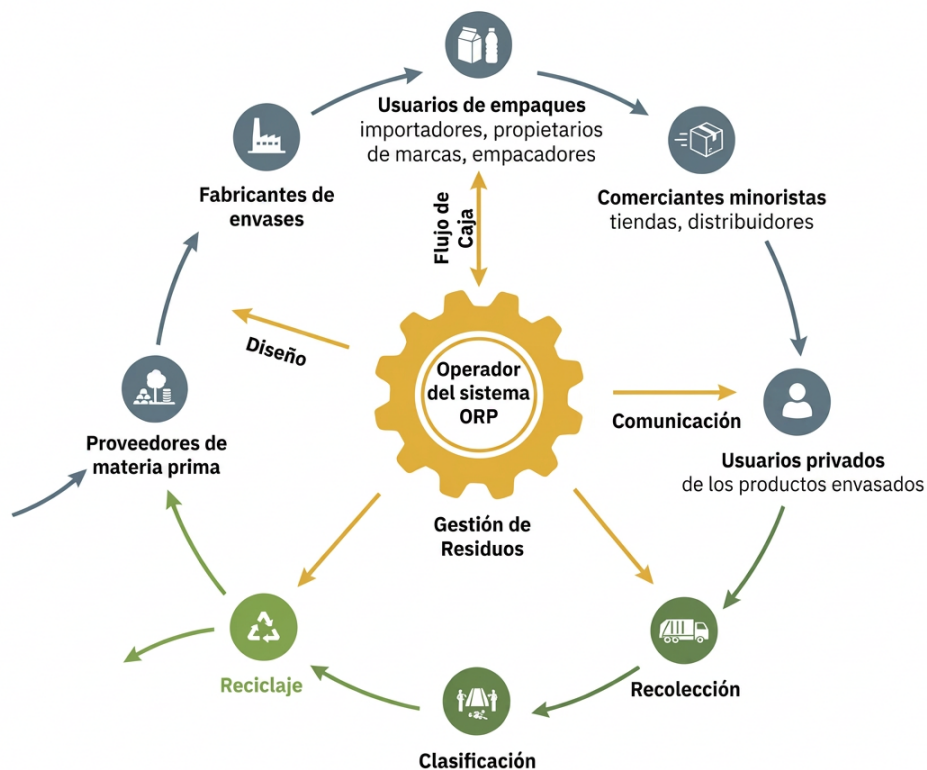 Usuarios de empaques
importadores, propietarios
de marcas, empacadores
Fabricantes de
envases
Comerciantes minoristas
tiendas, distribuidores
Flujo de
Caja
Diseño
Operador
del sistema
ORP
Comunicación
Proveedores de
materia prima
Usuarios privados
de los productos envasados
Gestión de
Residuos
Reciclaje
Recolección
Clasificación